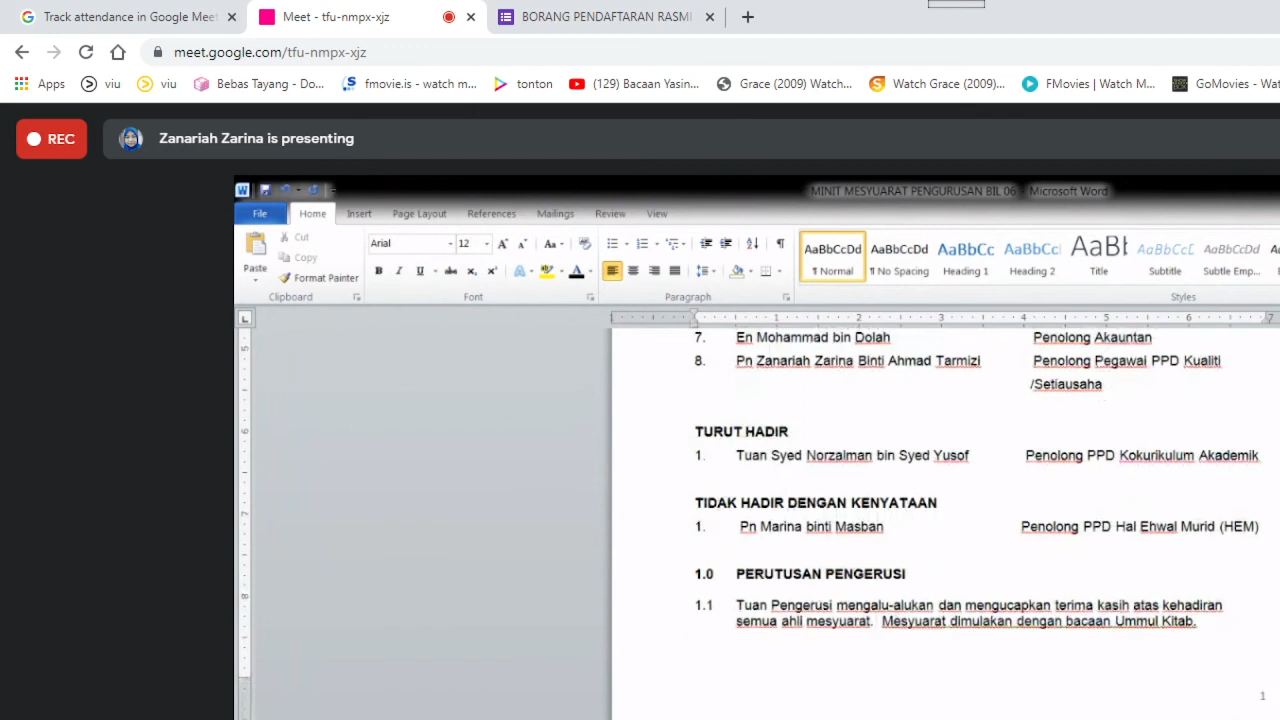 Track attendance in Google Meet
Meet - tfu-nmpx-xjz
BORANG PENDAFTARAN RASMI
meet.google.com/tfu-nmpx-xjz
Apps
viu
viu
Bebas Tayang - Do...
fmovie.is - watch m...
tonton
(129) Bacaan Yasin...
Grace (2009) Watch...
Watch Grace (2009)...
FMovies | Watch M...
GoMovies - Wat
REC
Zanariah Zarina is presenting
MINIT MESYUARAT PENGURUSAN BIL 06 - Microsoft Word
File Home Insert Page Layout References Mailings Review View
Paste
Cut
Copy
Format Painter
Clipboard
Arial 12
Font
Paragraph
AaBbCcDd AaBbCcDd AaBbCc AaBbCc AaBb AaBbCcD AaBbCcDd
¶ Normal ¶ No Spacing Heading 1 Heading 2 Title Subtitle Subtle Emp...
Styles
1 2 3 4 5 6 7
7. En Mohammad bin Dolah Penolong Akauntan
8. Pn Zanariah Zarina Binti Ahmad Tarmizi Penolong Pegawai PPD Kualiti
/Setiausaha
TURUT HADIR
1. Tuan Syed Norzalman bin Syed Yusof Penolong PPD Kokurikulum Akademik
TIDAK HADIR DENGAN KENYATAAN
1. Pn Marina binti Masban Penolong PPD Hal Ehwal Murid (HEM)
1.0 PERUTUSAN PENGERUSI
1.1 Tuan Pengerusi mengalu-alukan dan mengucapkan terima kasih atas kehadiran
semua ahli mesyuarat. Mesyuarat dimulakan dengan bacaan Ummul Kitab.
1